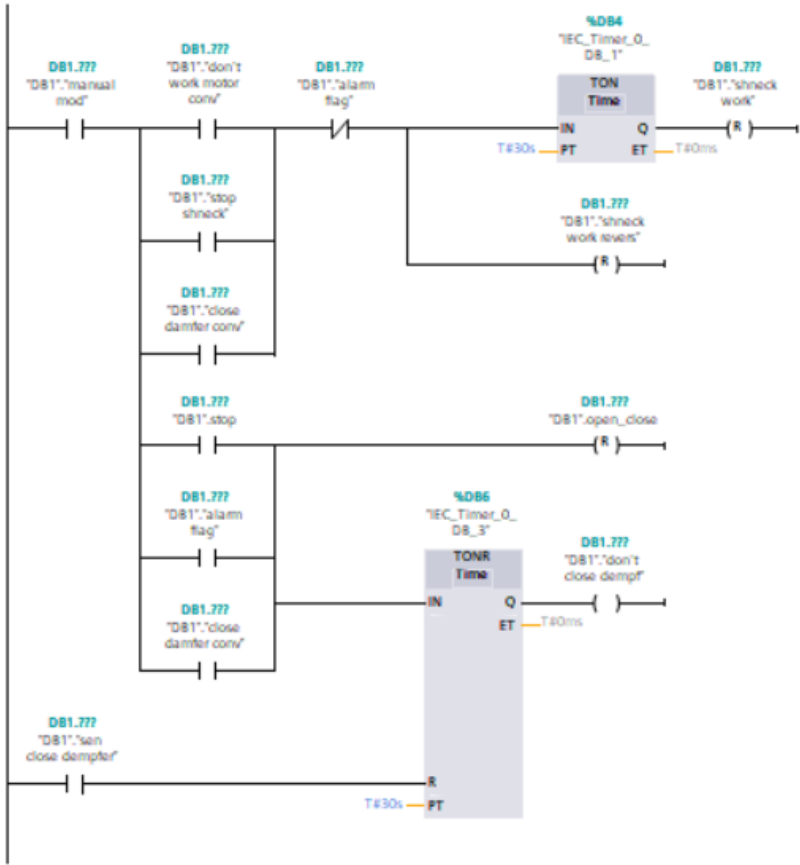 %DB4
"IEC_Timer_0_
DB_1"
DB1.???
"DB1"."manual
mod"
DB1.???
"DB1"."don't
work motor
conv"
DB1.???
"DB1"."alarm
flag"
TON
Time
DB1.???
"DB1"."shneck
work"
IN
Q
R
T#30s
PT
ET
T#0ms
DB1.???
"DB1"."stop
shneck"
DB1.???
"DB1"."shneck
work revers"
R
DB1.???
"DB1"."close
damfer conv"
DB1.???
"DB1".stop
DB1.???
"DB1".open_close
R
DB1.???
"DB1"."alarm
flag"
%DB6
"IEC_Timer_0_
DB_3"
TONR
Time
DB1.???
"DB1"."don't
close dempf"
DB1.???
"DB1"."close
damfer conv"
IN
Q
ET
T#0ms
DB1.???
"DB1"."sen
close dempfer"
R
T#30s
PT